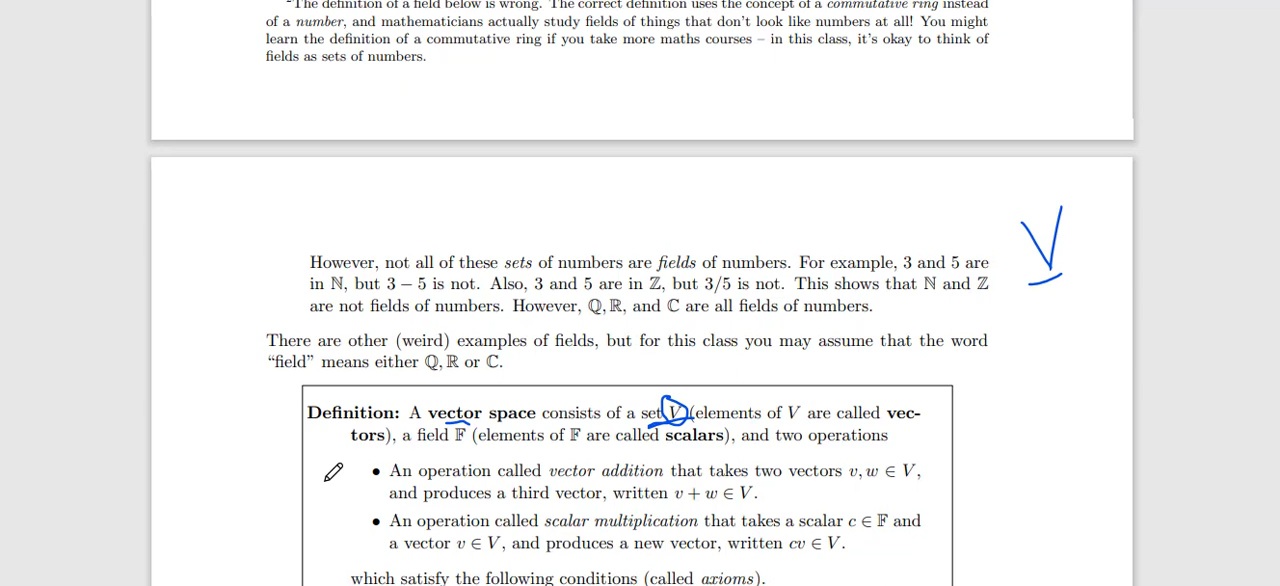 ²The definition of a field below is wrong. The correct definition uses the concept of a commutative ring instead
of a number, and mathematicians actually study fields of things that don't look like numbers at all! You might
learn the definition of a commutative ring if you take more maths courses – in this class, it's okay to think of
fields as sets of numbers.
V
However, not all of these sets of numbers are fields of numbers. For example, 3 and 5 are
in ℕ, but 3 − 5 is not. Also, 3 and 5 are in ℤ, but 3/5 is not. This shows that ℕ and ℤ
are not fields of numbers. However, ℚ, ℝ, and ℂ are all fields of numbers.
There are other (weird) examples of fields, but for this class you may assume that the word
“field” means either ℚ, ℝ or ℂ.
Definition: A vector space consists of a set V (elements of V are called vec-
tors), a field 𝔽 (elements of 𝔽 are called scalars), and two operations
• An operation called vector addition that takes two vectors v, w ∈ V,
and produces a third vector, written v + w ∈ V.
• An operation called scalar multiplication that takes a scalar c ∈ 𝔽 and
a vector v ∈ V, and produces a new vector, written cv ∈ V.
which satisfy the following conditions (called axioms).